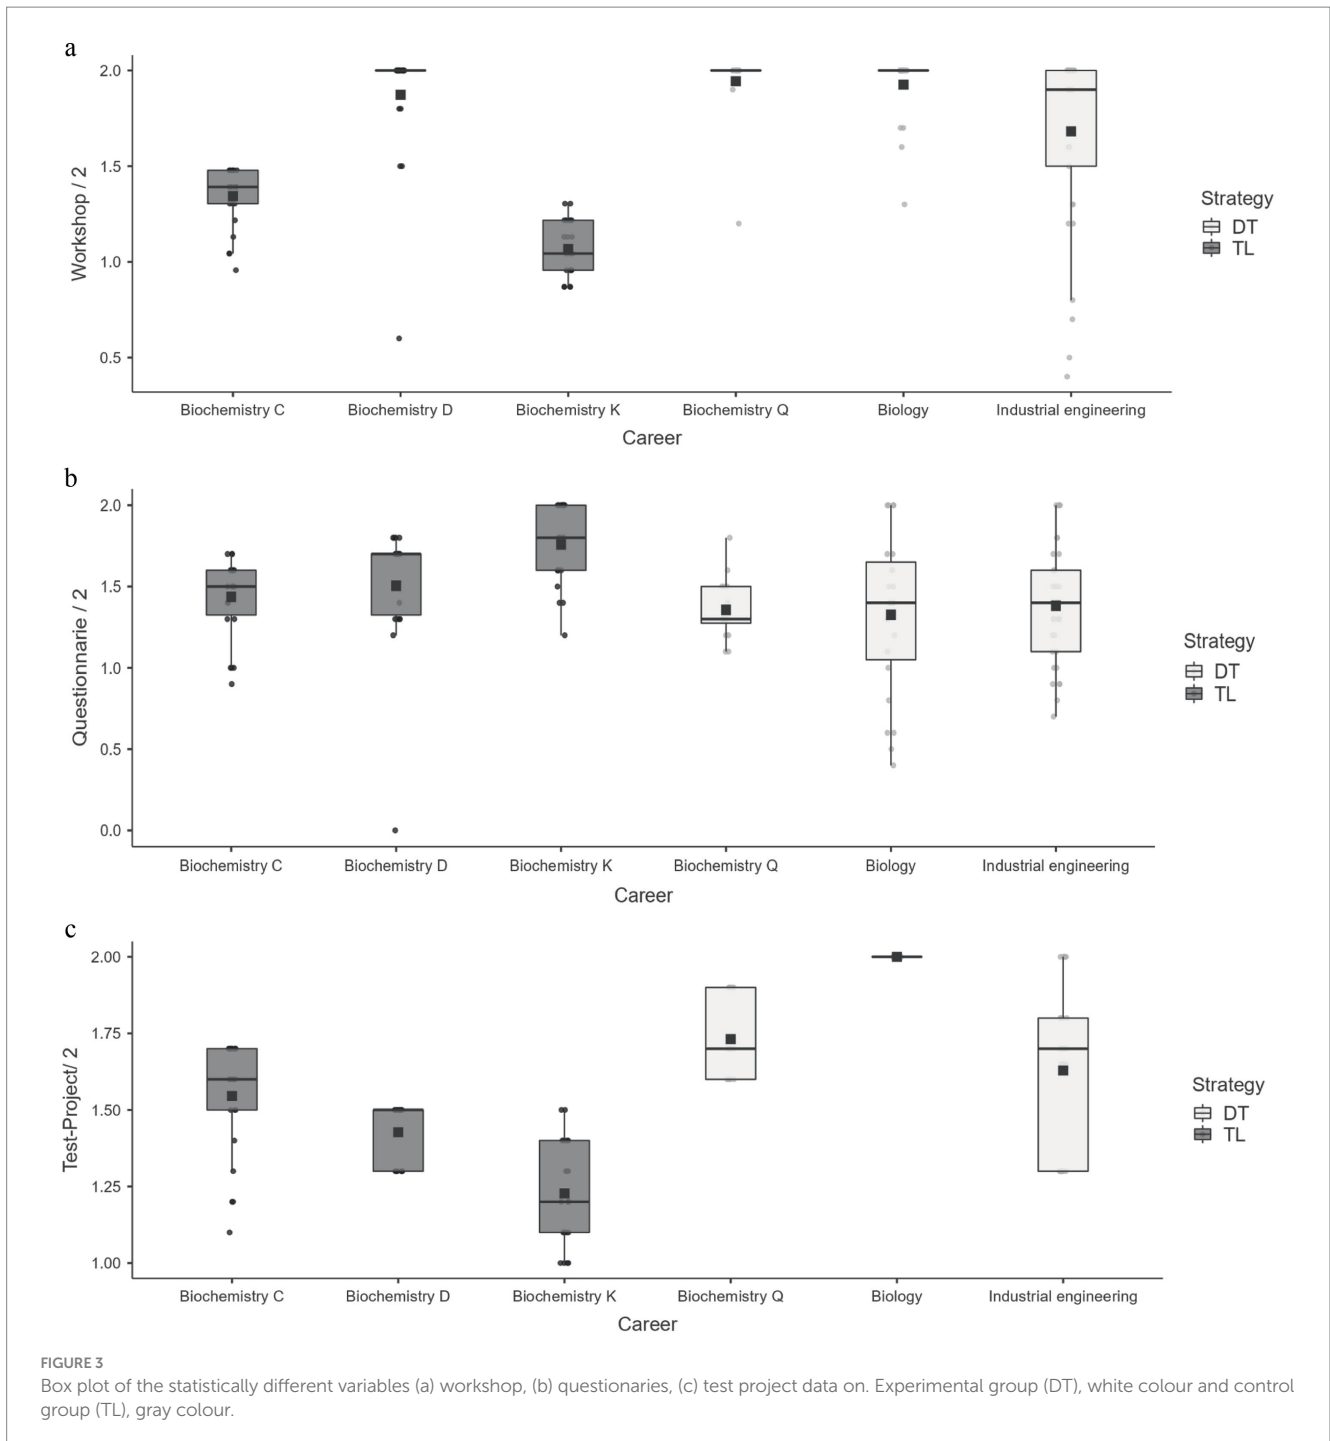 a
2.0
1.5
1.0
0.5
Workshop / 2
Biochemistry C Biochemistry D Biochemistry K Biochemistry Q Biology Industrial engineering
Career
Strategy
DT
TL
b
2.0
1.5
1.0
0.5
0.0
Questionnarie / 2
Biochemistry C Biochemistry D Biochemistry K Biochemistry Q Biology Industrial engineering
Career
Strategy
DT
TL
c
2.00
1.75
1.50
1.25
1.00
Test-Project/ 2
Biochemistry C Biochemistry D Biochemistry K Biochemistry Q Biology Industrial engineering
Career
Strategy
DT
TL
FIGURE 3
Box plot of the statistically different variables (a) workshop, (b) questionaries, (c) test project data on. Experimental group (DT), white colour and control
group (TL), gray colour.